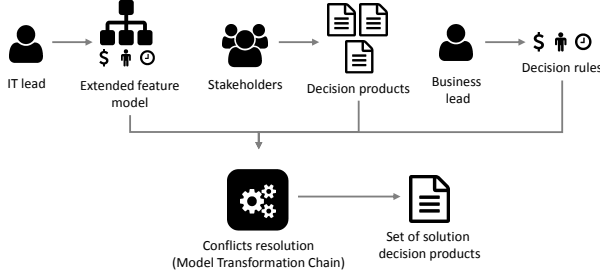 IT lead
Extended feature
model
Stakeholders
Decision products
Business
lead
$
Decision rules
$
Conflicts resolution
(Model Transformation Chain)
Set of solution
decision products